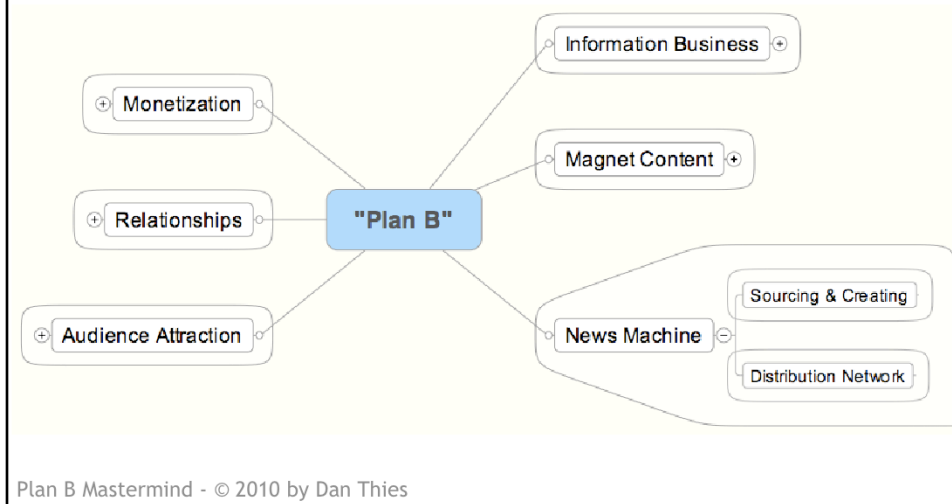 Information Business
Monetization
Magnet Content
Relationships
"Plan B"
Sourcing & Creating
Audience Attraction
News Machine
Distribution Network
Plan B Mastermind - © 2010 by Dan Thies